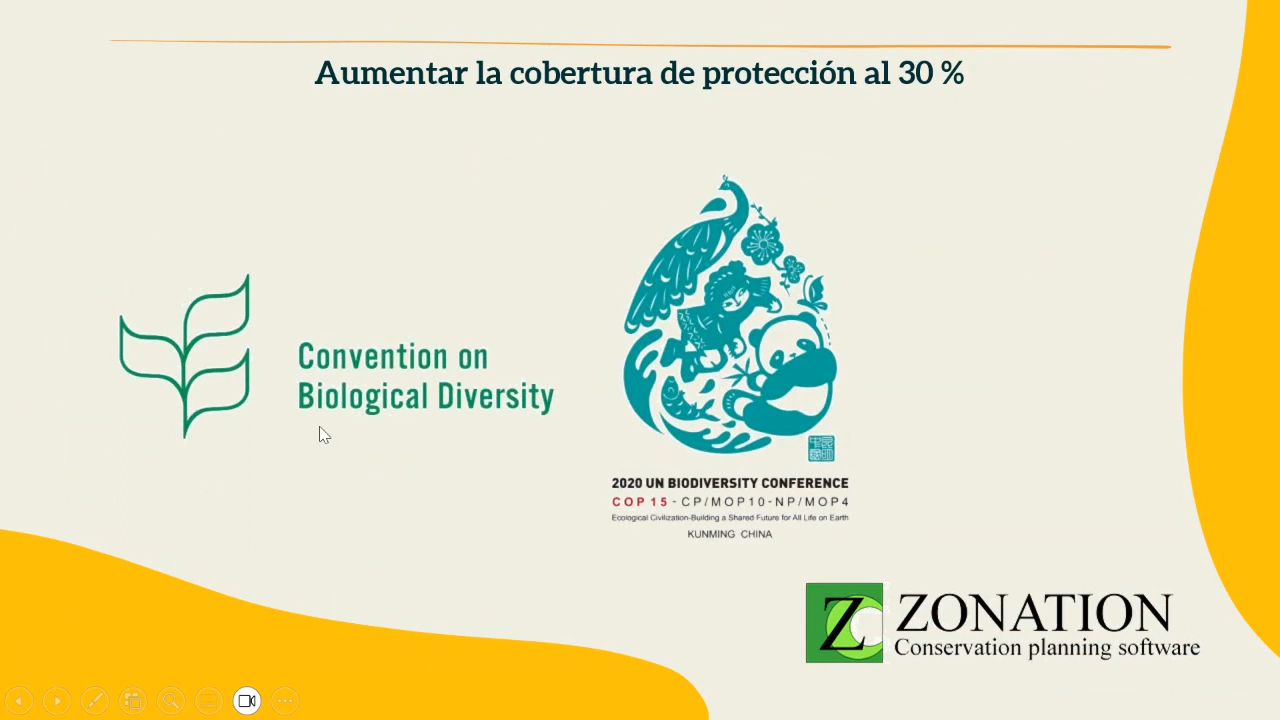 Aumentar la cobertura de protección al 30 %
Convention on
Biological Diversity
2020 UN BIODIVERSITY CONFERENCE
COP 15 - CP/MOP10-NP/MOP4
Ecological Civilization-Building a Shared Future for All Life on Earth
KUNMING CHINA
ZC
ZONATION
Conservation planning software